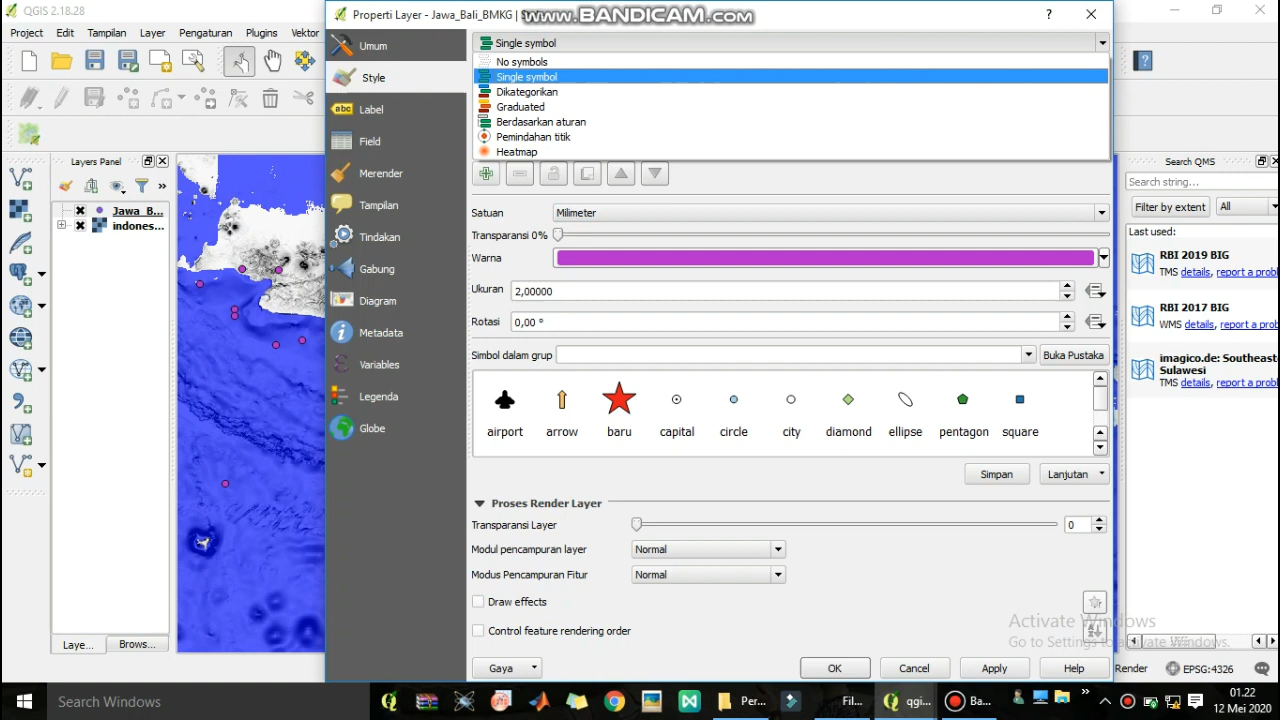 QGIS 2.18.28
Properti Layer - Jawa_Bali_BMKG |
www.BANDICAM.com
Project Edit Tampilan Layer Pengaturan Plugins Vektor
Umum
Style
Label
Field
Merender
Tampilan
Tindakan
Gabung
Diagram
Metadata
Variables
Legenda
Globe
Single symbol
No symbols
Single symbol
Dikategorikan
Graduated
Berdasarkan aturan
Pemindahan titik
Heatmap
Satuan Milimeter
Transparansi 0%
Warna
Ukuran 2,00000
Rotasi 0,00 °
Simbol dalam grup Buka Pustaka
airport arrow baru capital circle city diamond ellipse pentagon square
Simpan Lanjutan
Proses Render Layer
Transparansi Layer 0
Modul pencampuran layer Normal
Modus Pencampuran Fitur Normal
Draw effects
Control feature rendering order
Gaya OK Cancel Apply Help
Layers Panel
Jawa_B...
indones...
Laye... Brows...
Search QMS
Search string...
Filter by extent All
Last used:
RBI 2019 BIG
TMS details, report a prob
RBI 2017 BIG
WMS details, report a pro
imagico.de: Southeast
Sulawesi
TMS details, report a prob
Activate Windows
Go to Settings to activate Windows.
Render EPSG:4326
Search Windows
Per... Fil... qgi... Ba...
01.22
12 Mei 2020